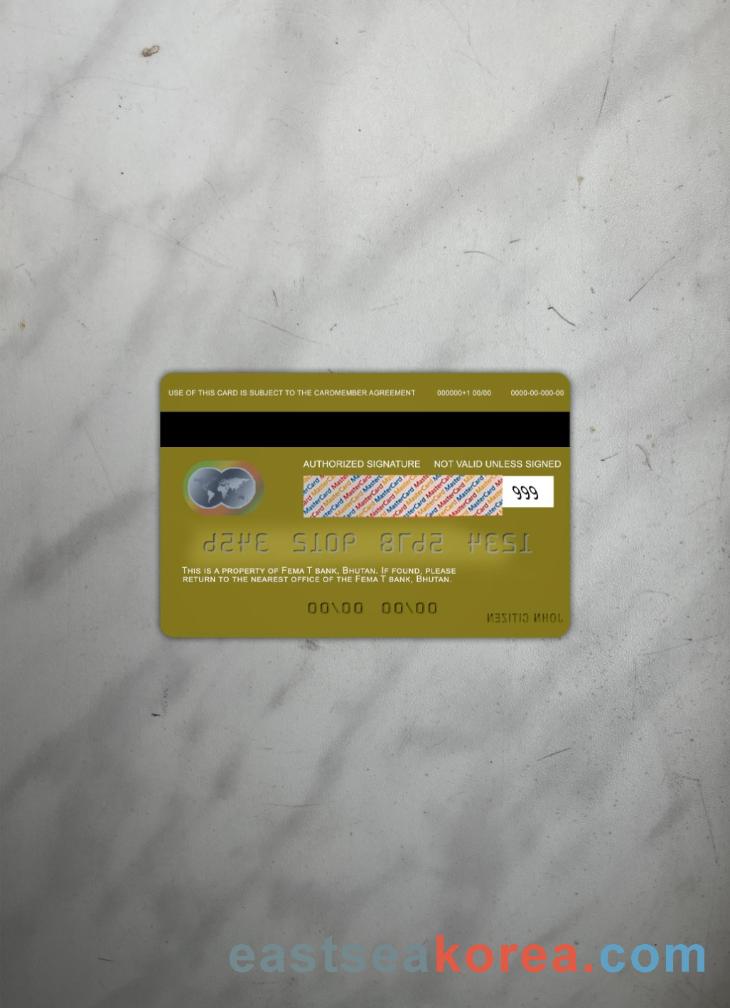 USE OF THIS CARD IS SUBJECT TO THE CARDMEMBER AGREEMENT 000000+1 00/00 0000-00-000-00
AUTHORIZED SIGNATURE NOT VALID UNLESS SIGNED
MasterCard MasterCard MasterCard
999
1234 5678 9012 3456
THIS IS A PROPERTY OF FEMA T BANK, BHUTAN. IF FOUND, PLEASE
RETURN TO THE NEAREST OFFICE OF THE FEMA T BANK, BHUTAN.
00/00 00/00
JOHN CITIZEN
eastseakorea.com